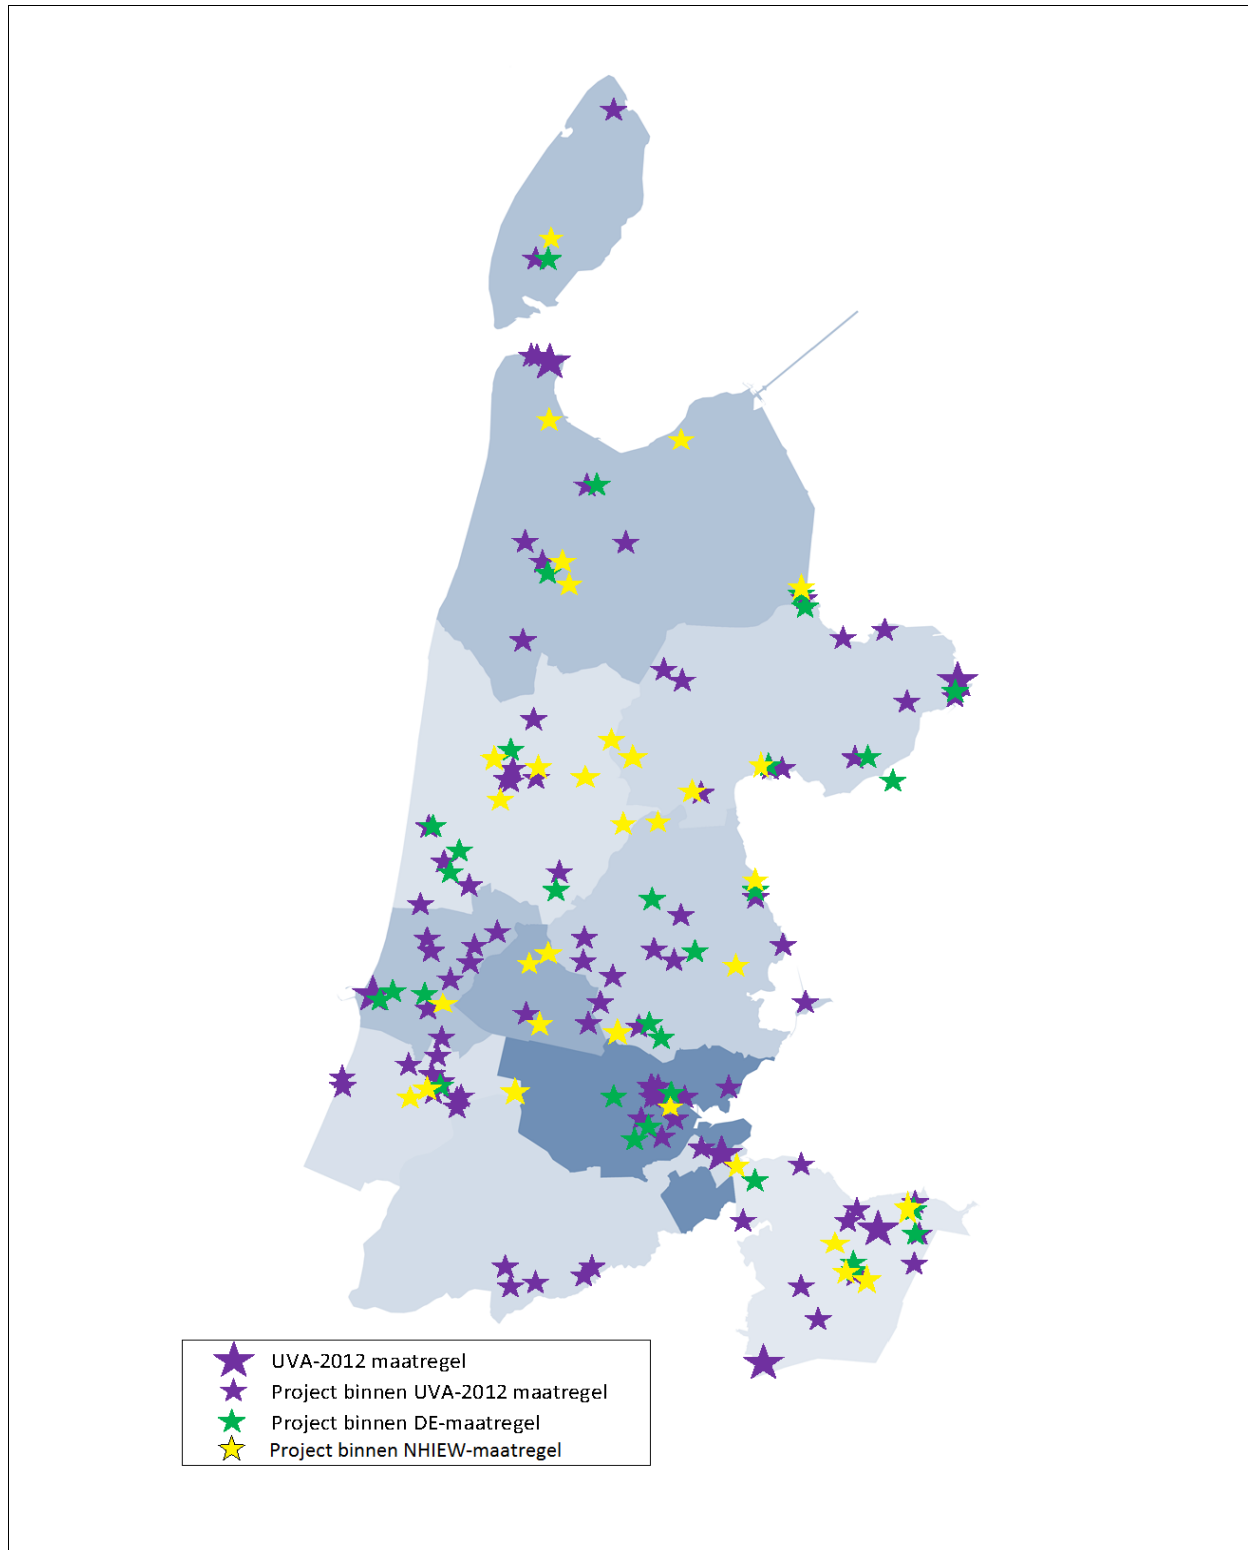 UVA-2012 maatregel
Project binnen UVA-2012 maatregel
Project binnen DE-maatregel
Project binnen NHIEW-maatregel